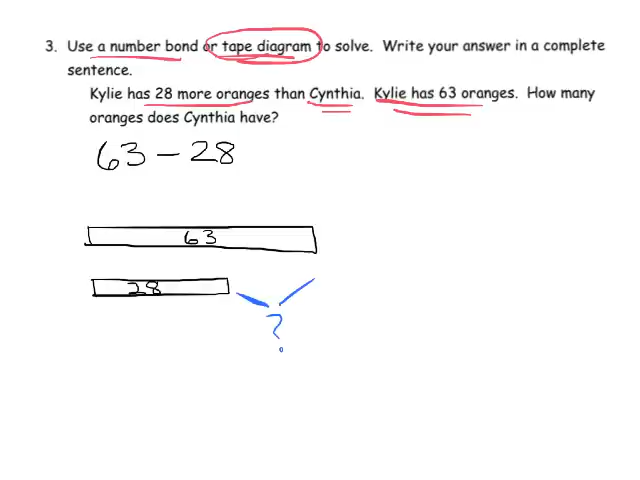 3. Use a number bond or tape diagram to solve. Write your answer in a complete
sentence.
Kylie has 28 more oranges than Cynthia. Kylie has 63 oranges. How many
oranges does Cynthia have?
63 - 28
63
28
?